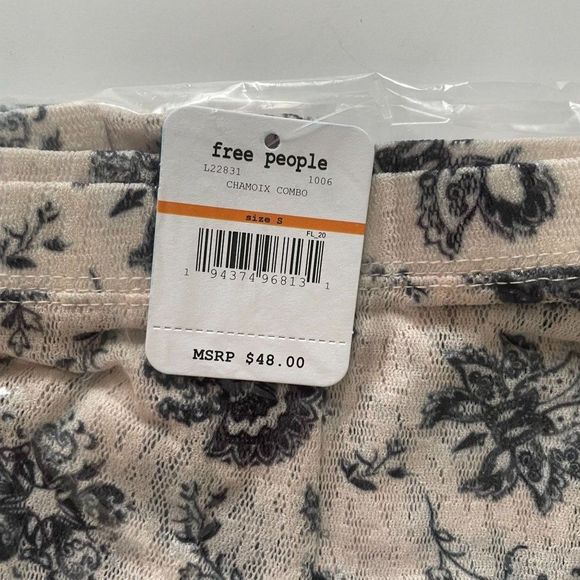 free people
L22831 1006
CHAMOIX COMBO
size S
FL_20
1 94374 96813 1
MSRP $48.00